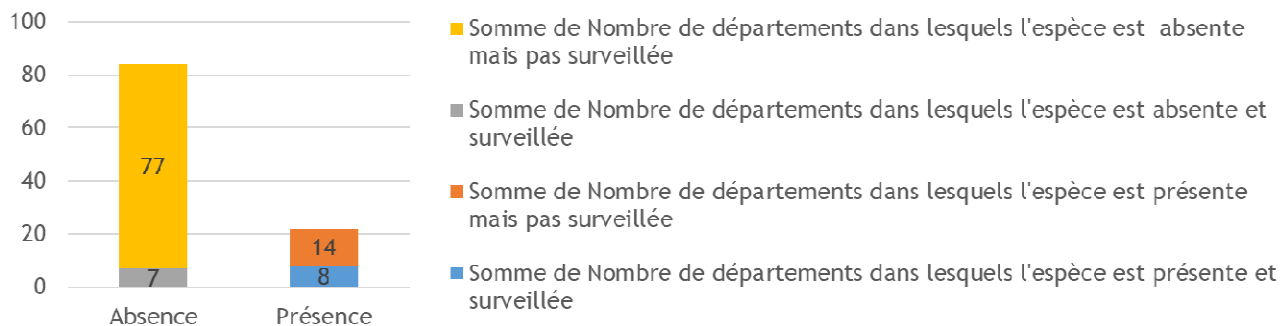 100
80
60
40
20
0
77
7
14
8
Absence
Présence
Somme de Nombre de départements dans lesquels l'espèce est absente
mais pas surveillée
Somme de Nombre de départements dans lesquels l'espèce est absente et
surveillée
Somme de Nombre de départements dans lesquels l'espèce est présente
mais pas surveillée
Somme de Nombre de départements dans lesquels l'espèce est présente et
surveillée